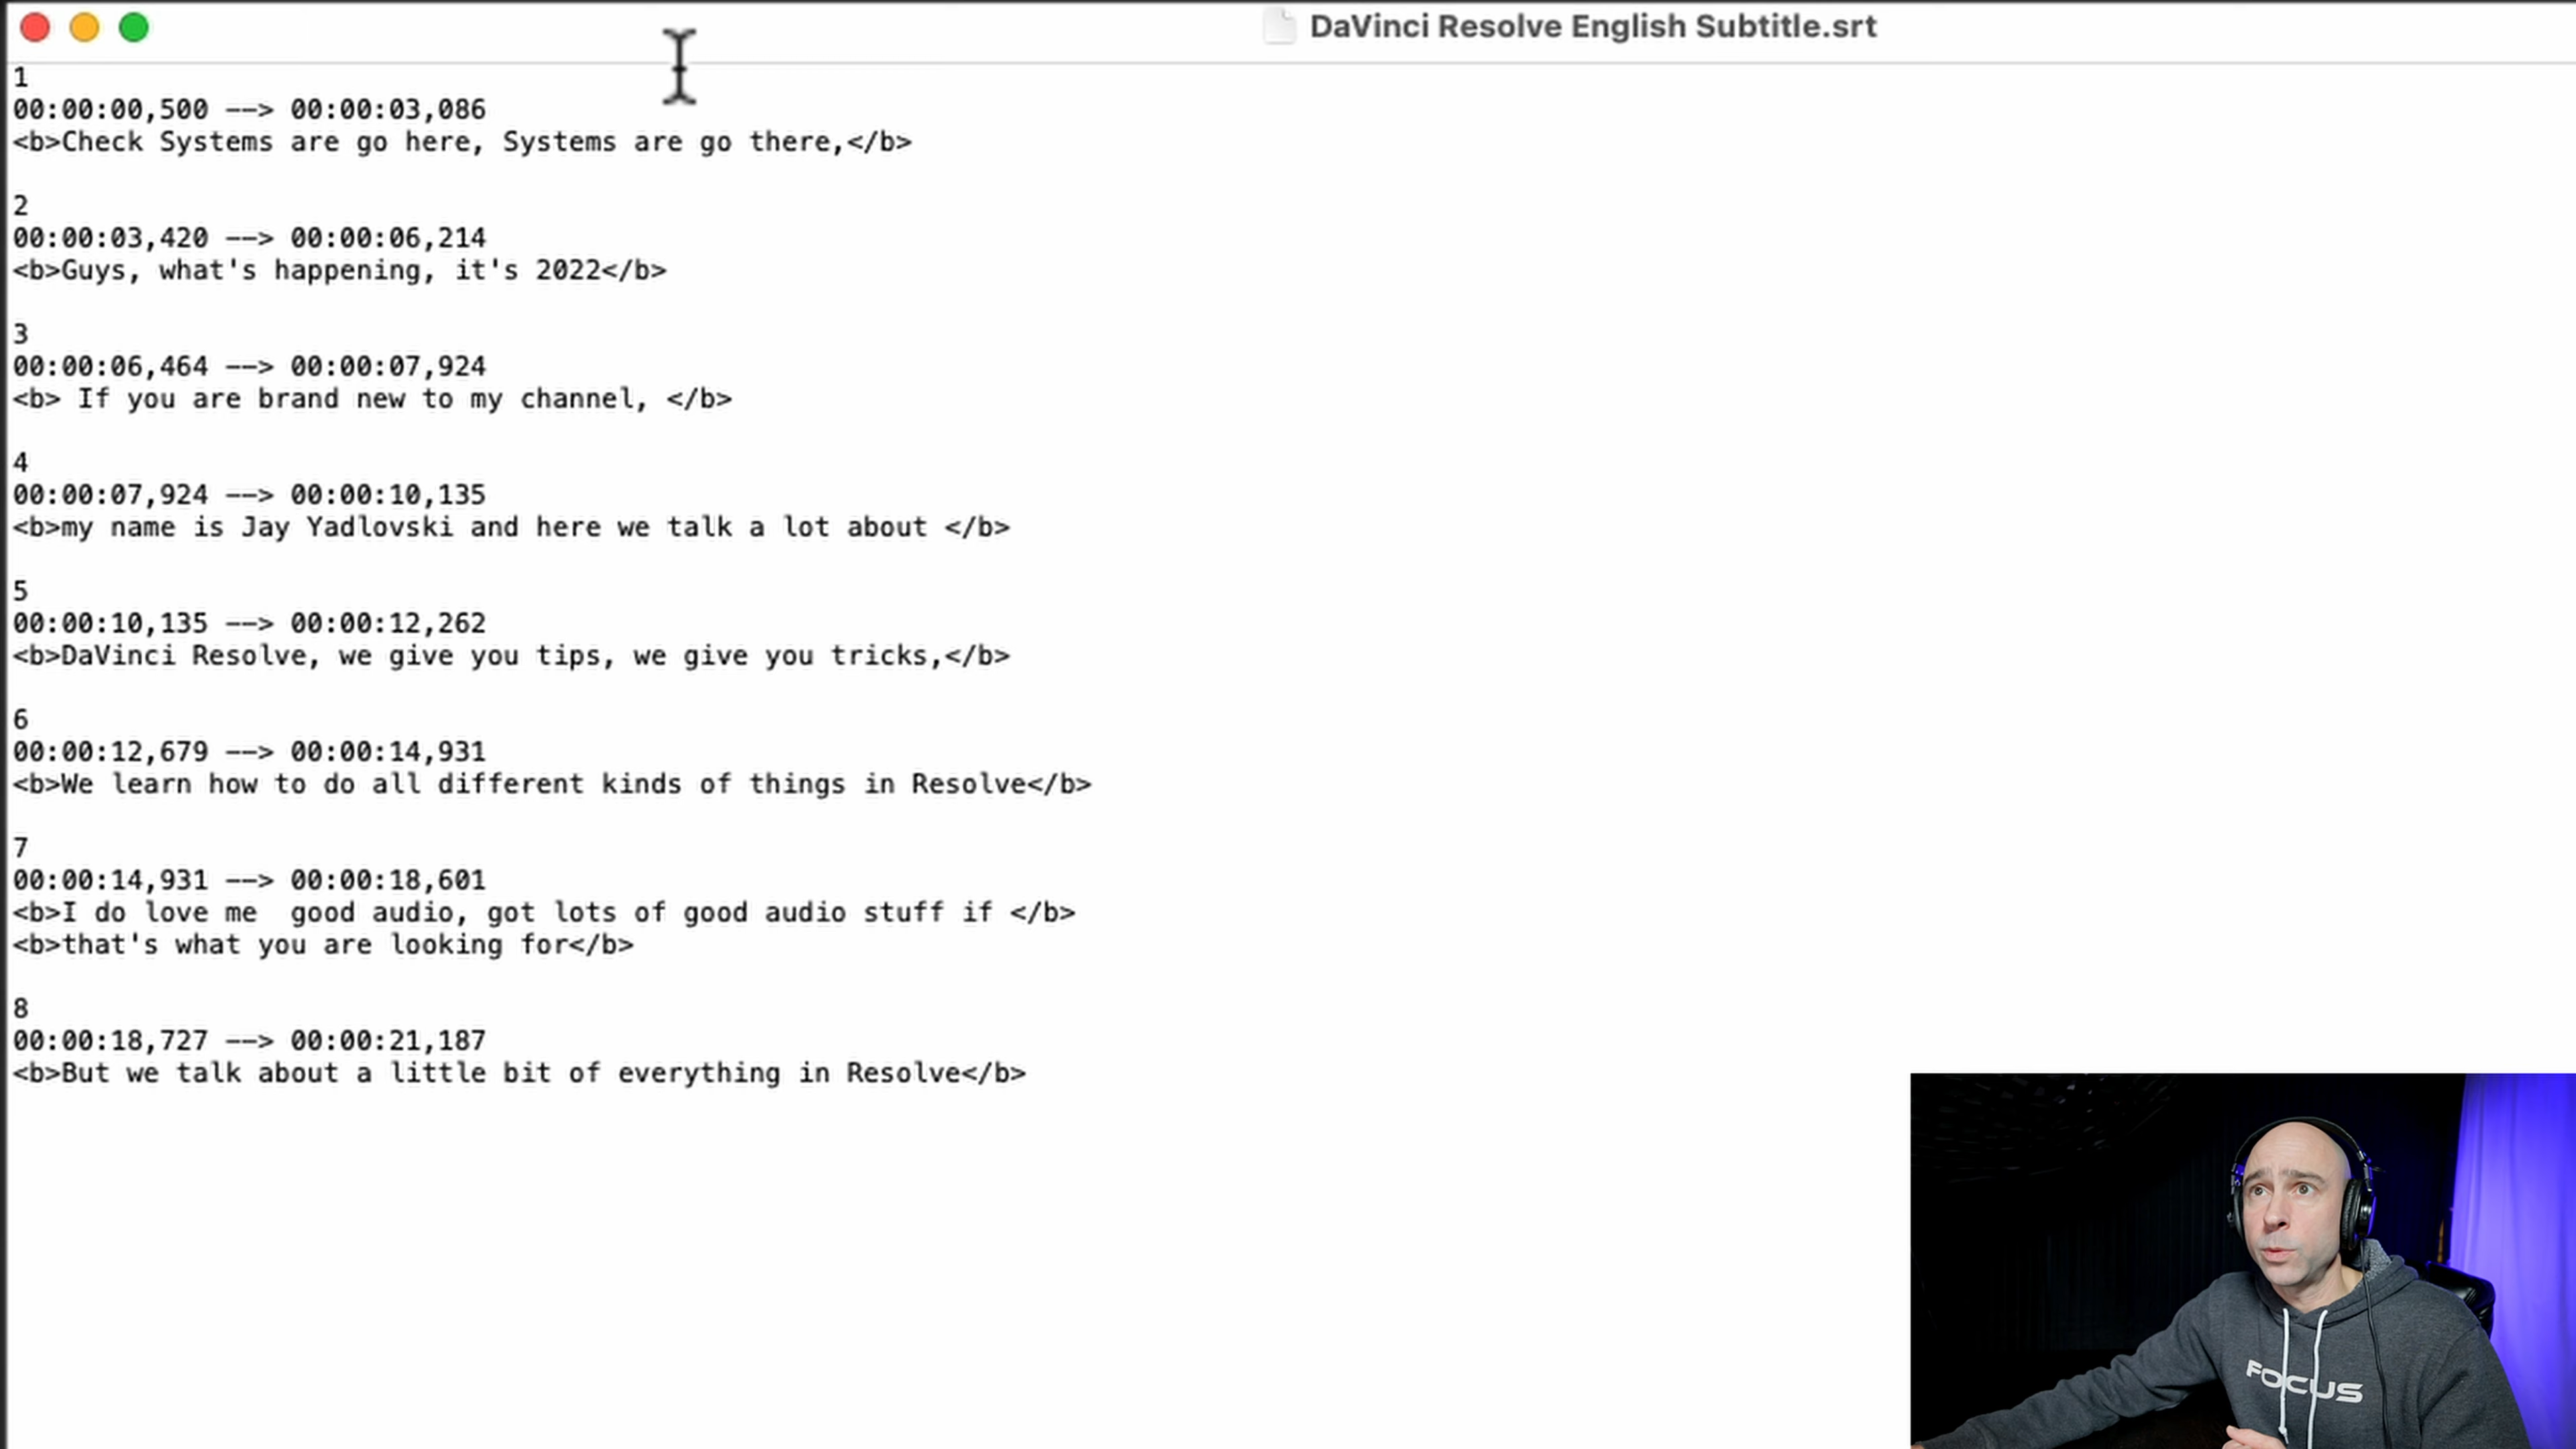 DaVinci Resolve English Subtitle.srt
1
00:00:00,500 --> 00:00:03,086
<b>Check Systems are go here, Systems are go there,</b>

2
00:00:03,420 --> 00:00:06,214
<b>Guys, what's happening, it's 2022</b>

3
00:00:06,464 --> 00:00:07,924
<b> If you are brand new to my channel, </b>

4
00:00:07,924 --> 00:00:10,135
<b>my name is Jay Yadlovski and here we talk a lot about </b>

5
00:00:10,135 --> 00:00:12,262
<b>DaVinci Resolve, we give you tips, we give you tricks,</b>

6
00:00:12,679 --> 00:00:14,931
<b>We learn how to do all different kinds of things in Resolve</b>

7
00:00:14,931 --> 00:00:18,601
<b>I do love me  good audio, got lots of good audio stuff if </b>
<b>that's what you are looking for</b>

8
00:00:18,727 --> 00:00:21,187
<b>But we talk about a little bit of everything in Resolve</b>
FOCUS